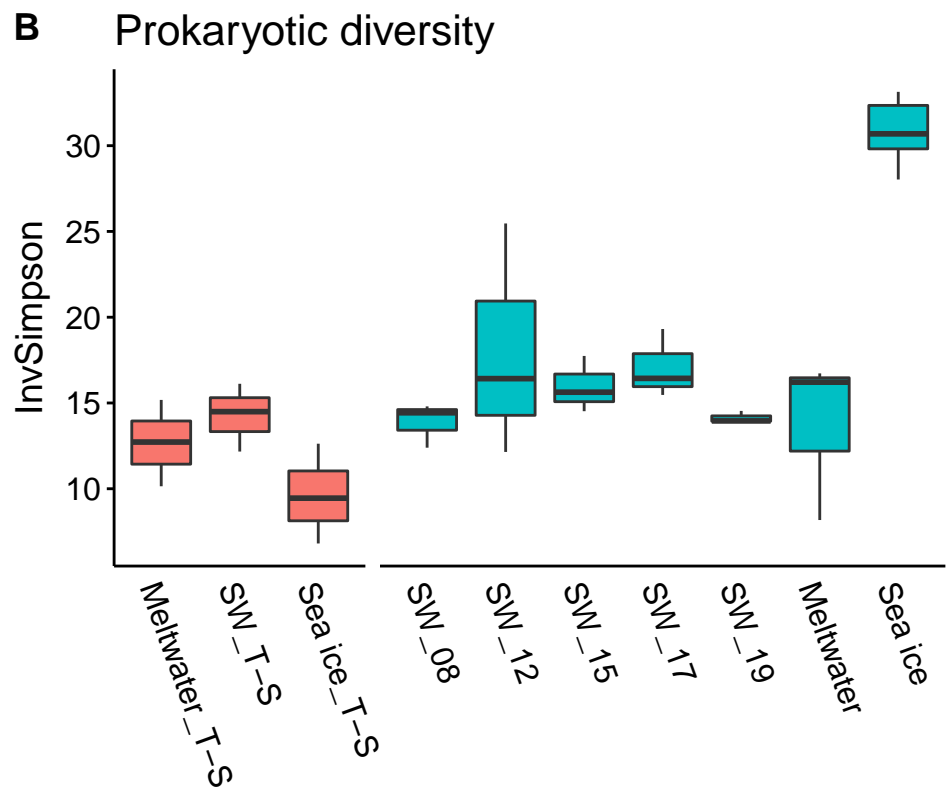 B Prokaryotic diversity
InvSimpson
30
25
20
15
10
Meltwater_T−S
SW_T−S
Sea ice_T−S
SW_08
SW_12
SW_15
SW_17
SW_19
Meltwater
Sea ice